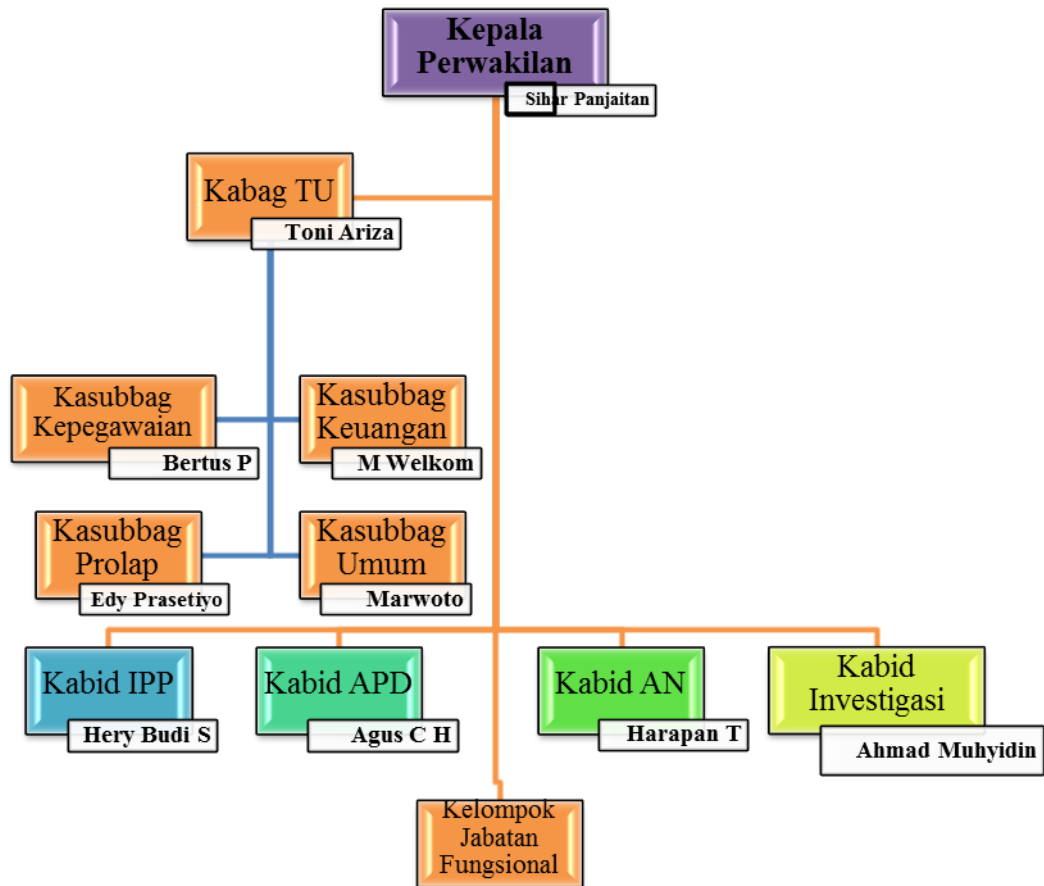 Kepala
Perwakilan
Sihar Panjaitan
Kabag TU
Toni Ariza
Kasubbag
Kepegawaian
Bertus P
Kasubbag
Keuangan
M Welkom
Kasubbag
Prolap
Edy Prasetiyo
Kasubbag
Umum
Marwoto
Kabid IPP
Hery Budi S
Kabid APD
Agus C H
Kabid AN
Harapan T
Kabid
Investigasi
Ahmad Muhyidin
Kelompok
Jabatan
Fungsional